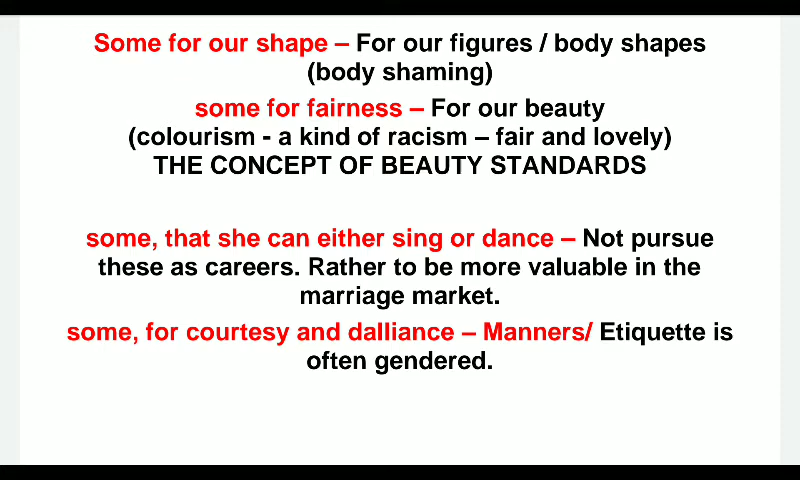 Some for our shape – For our figures / body shapes
(body shaming)
some for fairness – For our beauty
(colourism - a kind of racism – fair and lovely)
THE CONCEPT OF BEAUTY STANDARDS
some, that she can either sing or dance – Not pursue
these as careers. Rather to be more valuable in the
marriage market.
some, for courtesy and dalliance – Manners/ Etiquette is
often gendered.